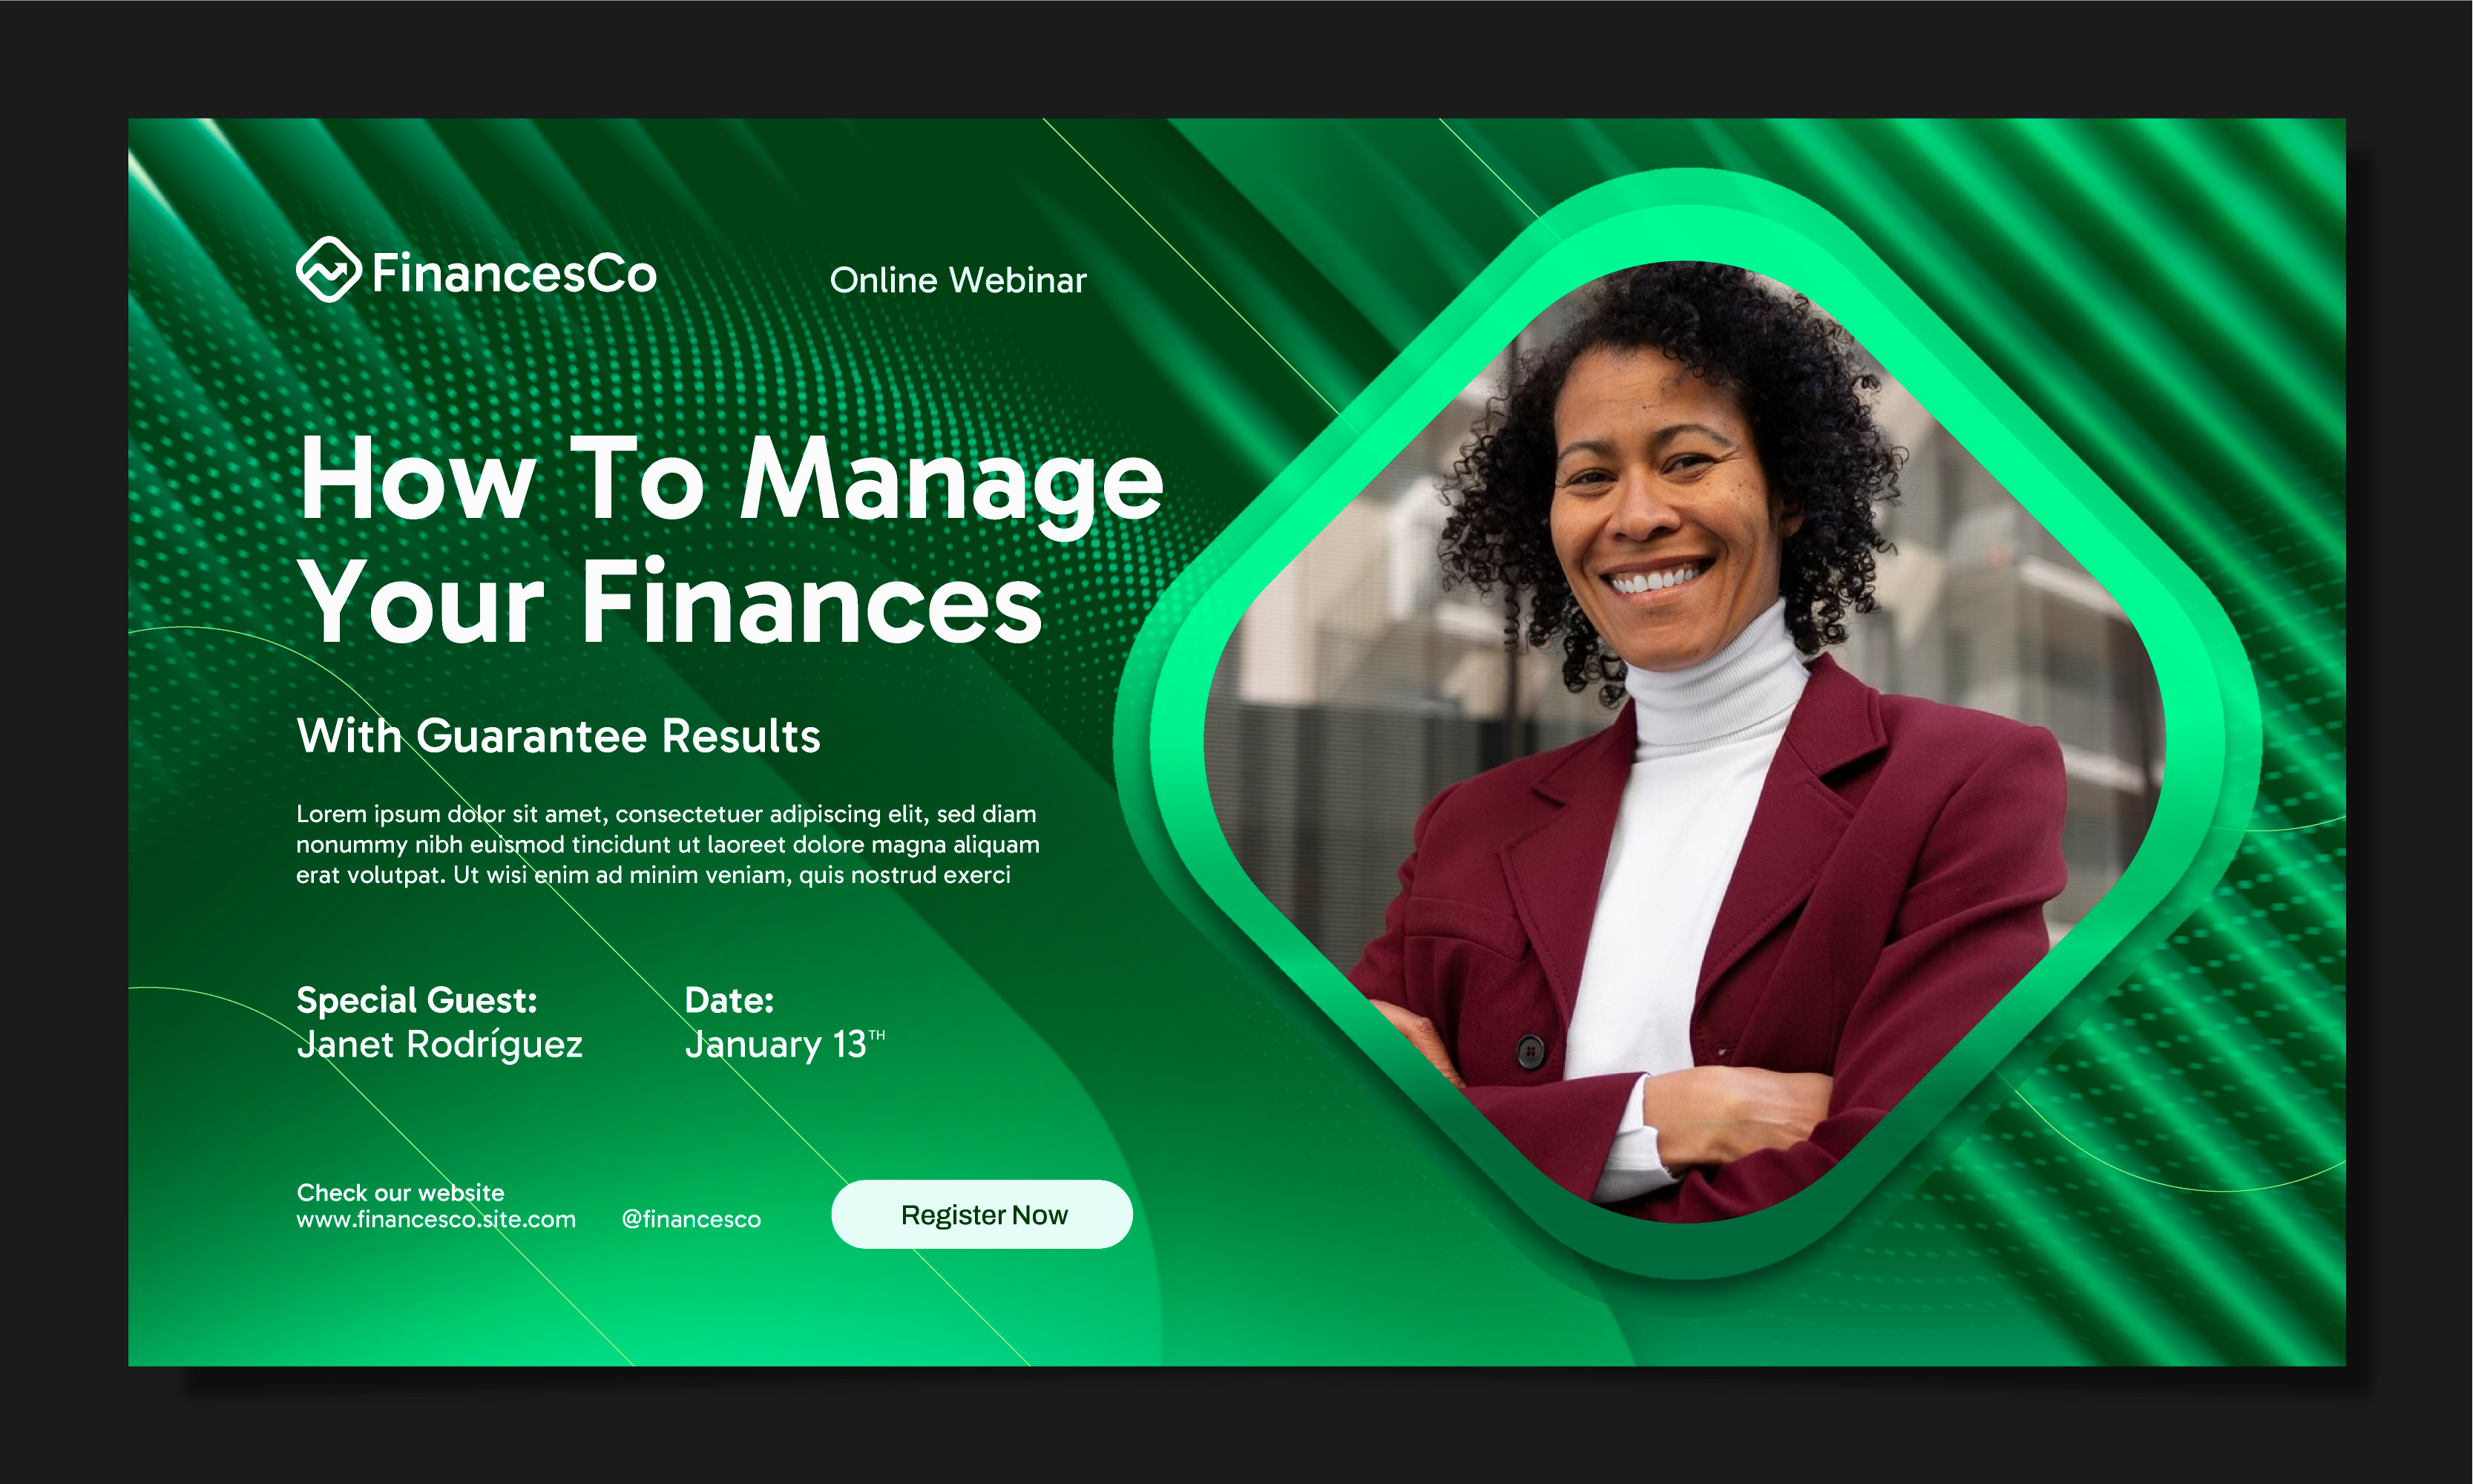 FinancesCo
Online Webinar
How To Manage
Your Finances
With Guarantee Results
Lorem ipsum dolor sit amet, consectetuer adipiscing elit, sed diam
nonummy nibh euismod tincidunt ut laoreet dolore magna aliquam
erat volutpat. Ut wisi enim ad minim veniam, quis nostrud exerci
Special Guest:
Janet Rodríguez
Date:
January 13TH
Check our website
www.financesco.site.com
@financesco
Register Now